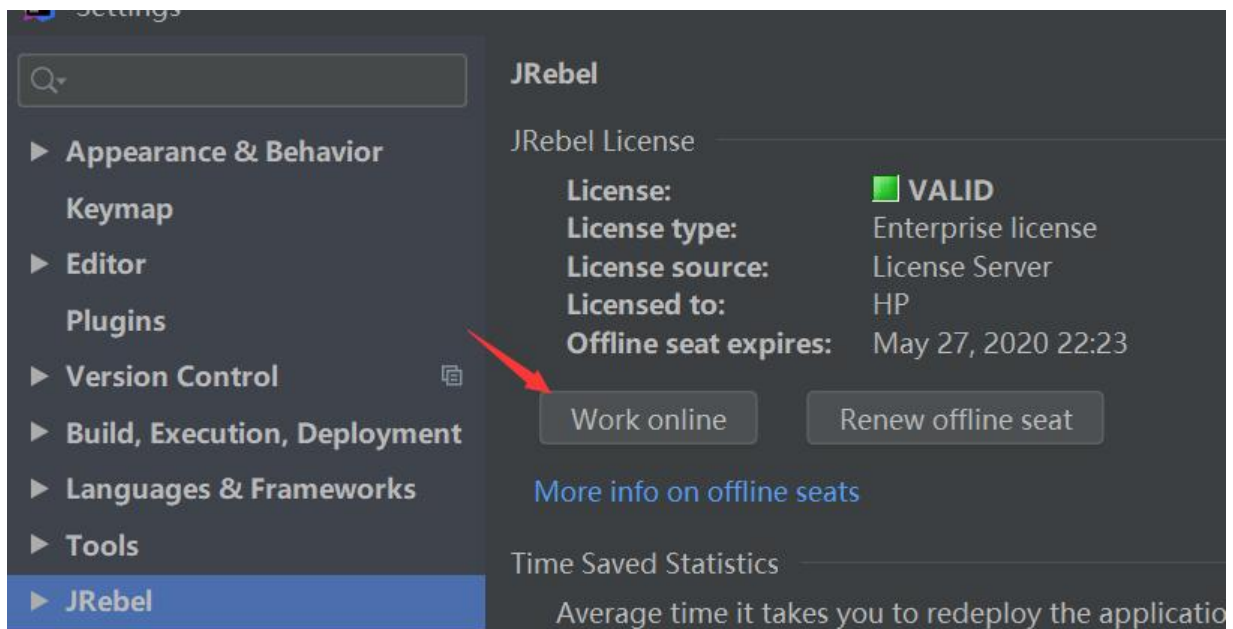 Settings
Appearance & Behavior
Keymap
Editor
Plugins
Version Control
Build, Execution, Deployment
Languages & Frameworks
Tools
JRebel
JRebel
JRebel License
License: VALID
License type: Enterprise license
License source: License Server
Licensed to: HP
Offline seat expires: May 27, 2020 22:23
Work online Renew offline seat
More info on offline seats
Time Saved Statistics
Average time it takes you to redeploy the applicatio